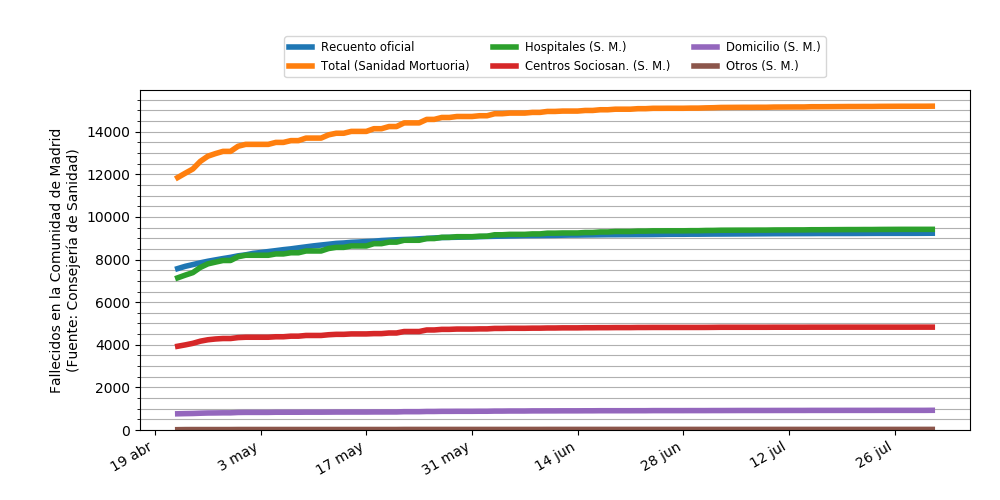 Recuento oficial
Total (Sanidad Mortuoria)
Hospitales (S. M.)
Centros Sociosan. (S. M.)
Domicilio (S. M.)
Otros (S. M.)
Fallecidos en la Comunidad de Madrid
(Fuente: Consejería de Sanidad)
14000
12000
10000
8000
6000
4000
2000
0
19 abr
3 may
17 may
31 may
14 jun
28 jun
12 jul
26 jul